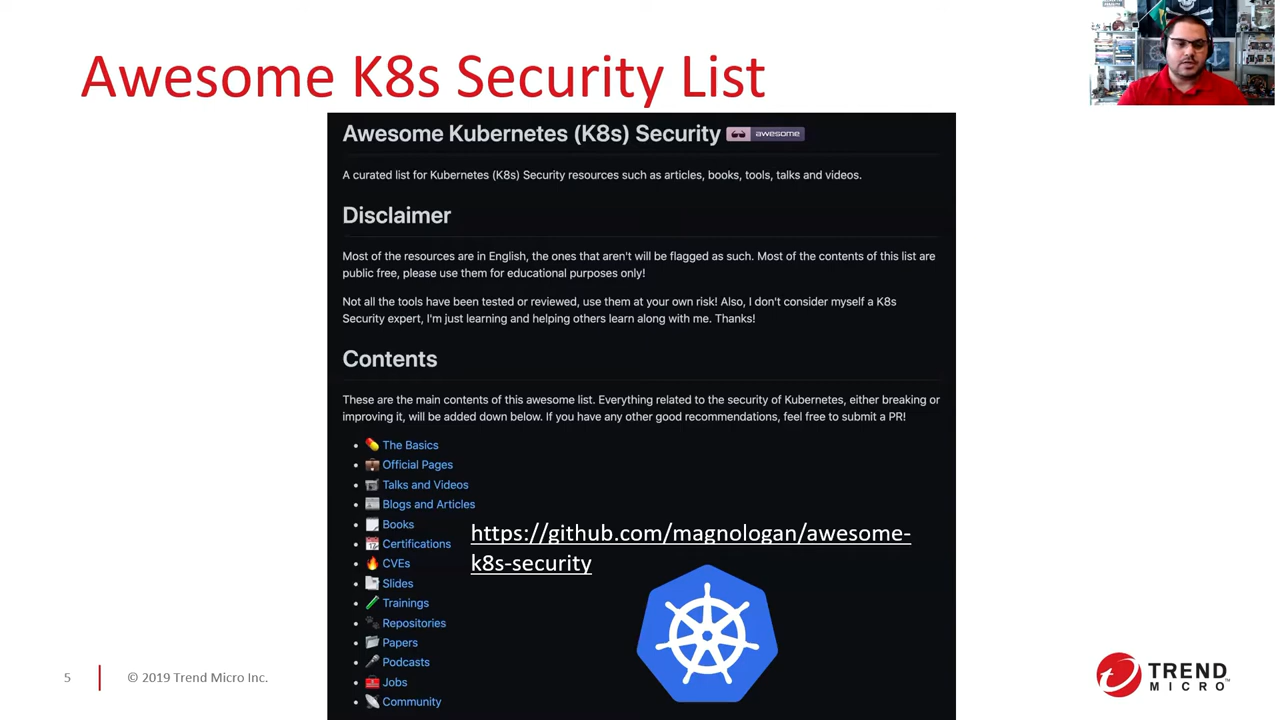 Awesome K8s Security List
Awesome Kubernetes (K8s) Security awesome
A curated list for Kubernetes (K8s) Security resources such as articles, books, tools, talks and videos.
Disclaimer
Most of the resources are in English, the ones that aren't will be flagged as such. Most of the contents of this list are
public free, please use them for educational purposes only!
Not all the tools have been tested or reviewed, use them at your own risk! Also, I don't consider myself a K8s
Security expert, I'm just learning and helping others learn along with me. Thanks!
Contents
These are the main contents of this awesome list. Everything related to the security of Kubernetes, either breaking or
improving it, will be added down below. If you have any other good recommendations, feel free to submit a PR!
The Basics
Official Pages
Talks and Videos
Blogs and Articles
Books
Certifications
CVEs
Slides
Trainings
Repositories
Papers
Podcasts
Jobs
Community
https://github.com/magnologan/awesome-
k8s-security
5
© 2019 Trend Micro Inc.
TREND
MICRO